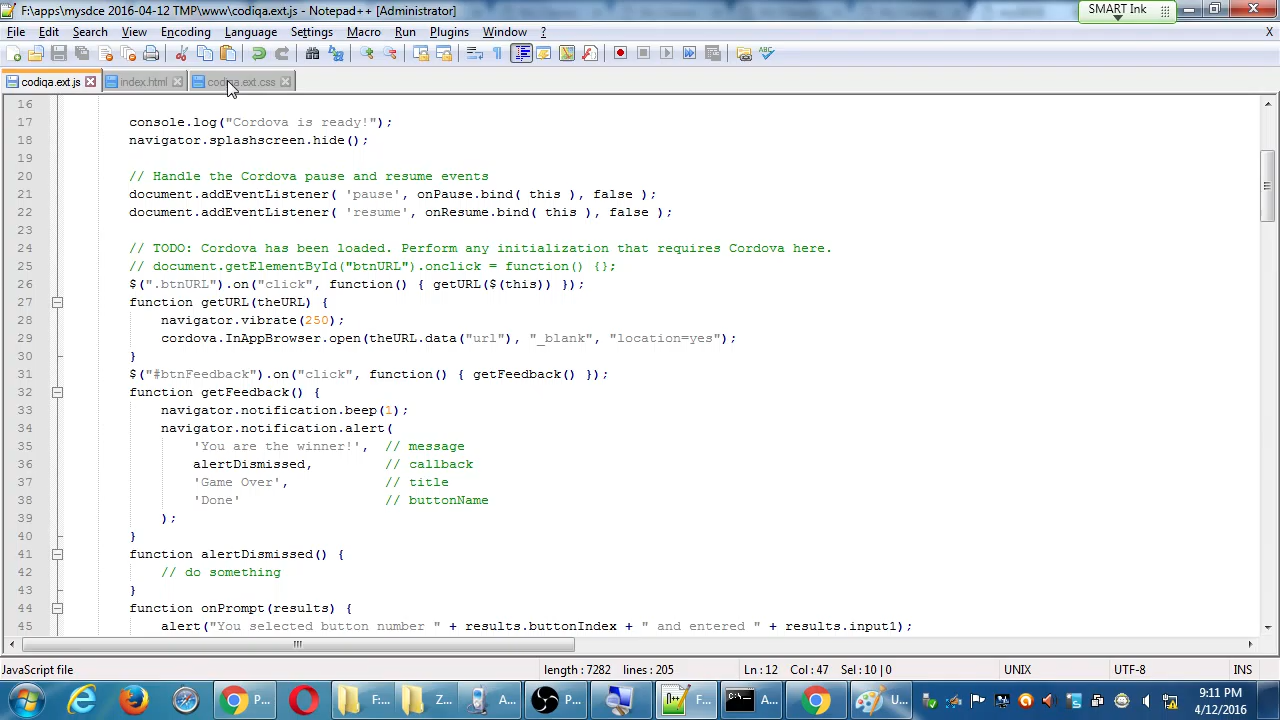 F:\apps\mysdce 2016-04-12 TMP\www\codiqa.ext.js - Notepad++ [Administrator]
SMART Ink
File Edit Search View Encoding Language Settings Macro Run Plugins Window ? X
codiqa.ext.js index.html codiqa.ext.css
16
17 console.log("Cordova is ready!");
18 navigator.splashscreen.hide();
19
20 // Handle the Cordova pause and resume events
21 document.addEventListener( 'pause', onPause.bind( this ), false );
22 document.addEventListener( 'resume', onResume.bind( this ), false );
23
24 // TODO: Cordova has been loaded. Perform any initialization that requires Cordova here.
25 // document.getElementById("btnURL").onclick = function() {};
26 $(".btnURL").on("click", function() { getURL($(this)) });
27 function getURL(theURL) {
28 navigator.vibrate(250);
29 cordova.InAppBrowser.open(theURL.data("url"), "_blank", "location=yes");
30 }
31 $("#btnFeedback").on("click", function() { getFeedback() });
32 function getFeedback() {
33 navigator.notification.beep(1);
34 navigator.notification.alert(
35 'You are the winner!', // message
36 alertDismissed, // callback
37 'Game Over', // title
38 'Done' // buttonName
39 );
40 }
41 function alertDismissed() {
42 // do something
43 }
44 function onPrompt(results) {
45 alert("You selected button number " + results.buttonIndex + " and entered " + results.input1);
JavaScript file length : 7282 lines : 205 Ln : 12 Col : 47 Sel : 10 | 0 UNIX UTF-8 INS
P... F:... Z... A... P... F... A... U... 9:11 PM
4/12/2016